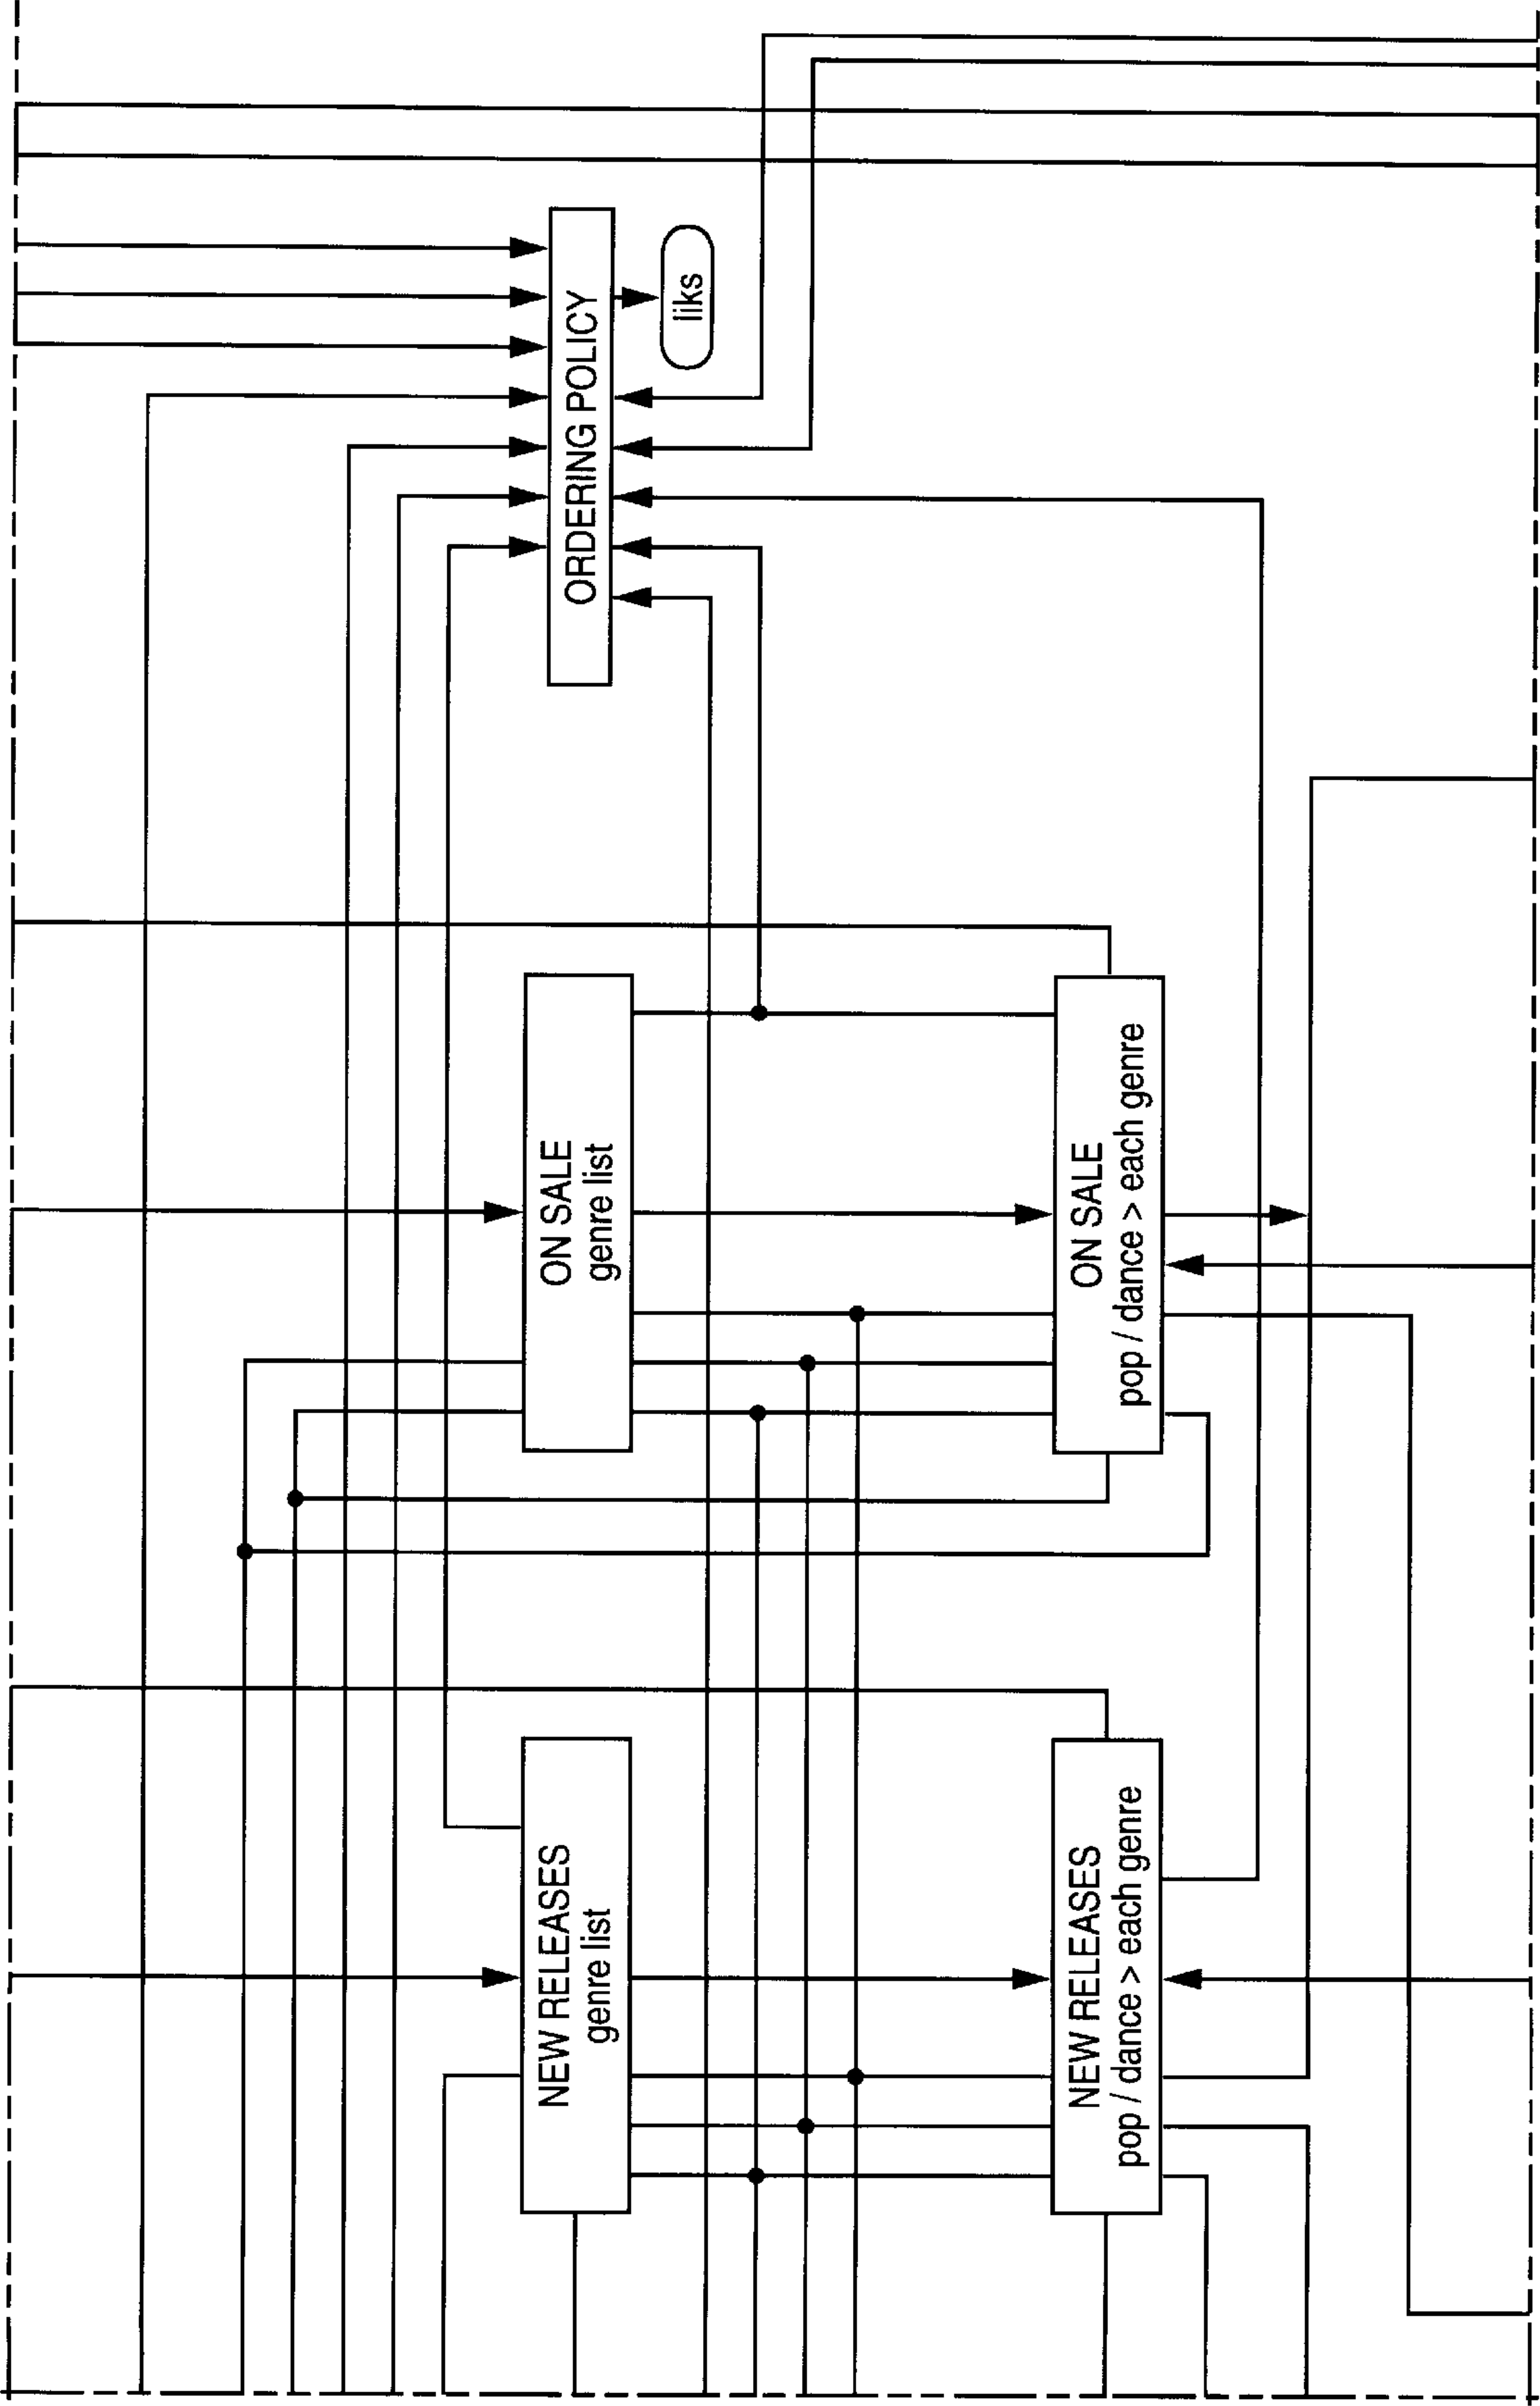 ORDERING POLICY
liks
ON SALE
genre list
ON SALE
pop / dance > each genre
NEW RELEASES
genre list
NEW RELEASES
pop / dance > each genre